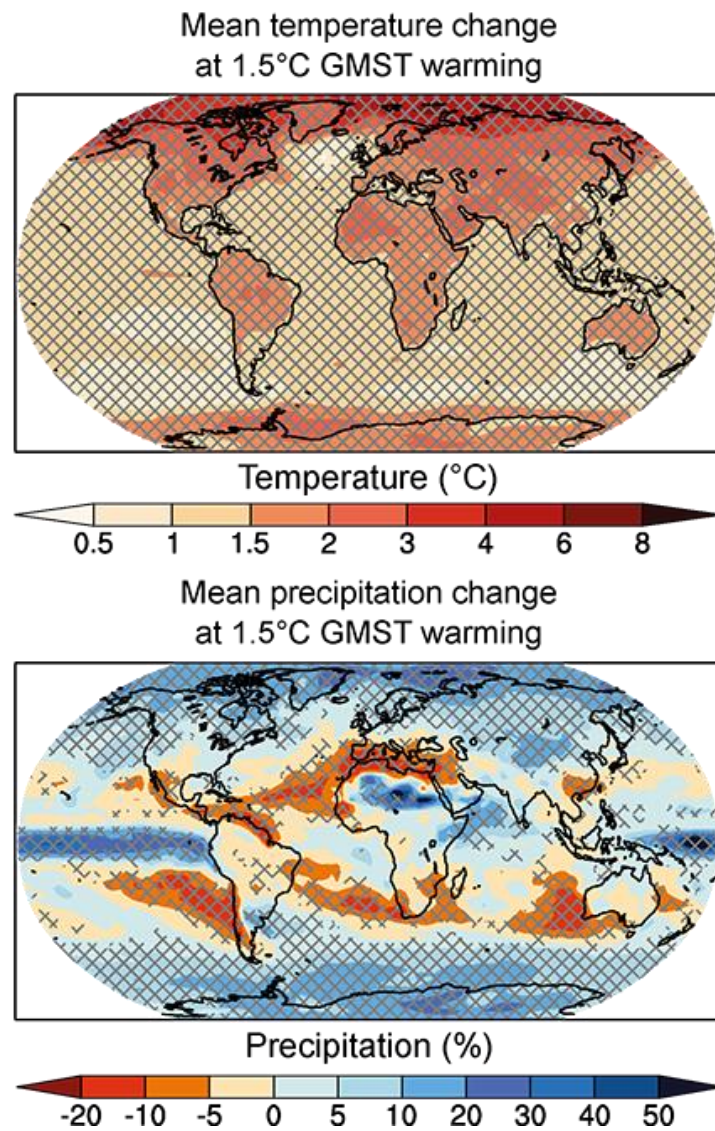 Mean temperature change
at 1.5°C GMST warming
Temperature (°C)
0.5 1 1.5 2 3 4 6 8
Mean precipitation change
at 1.5°C GMST warming
Precipitation (%)
-20 -10 -5 0 5 10 20 30 40 50